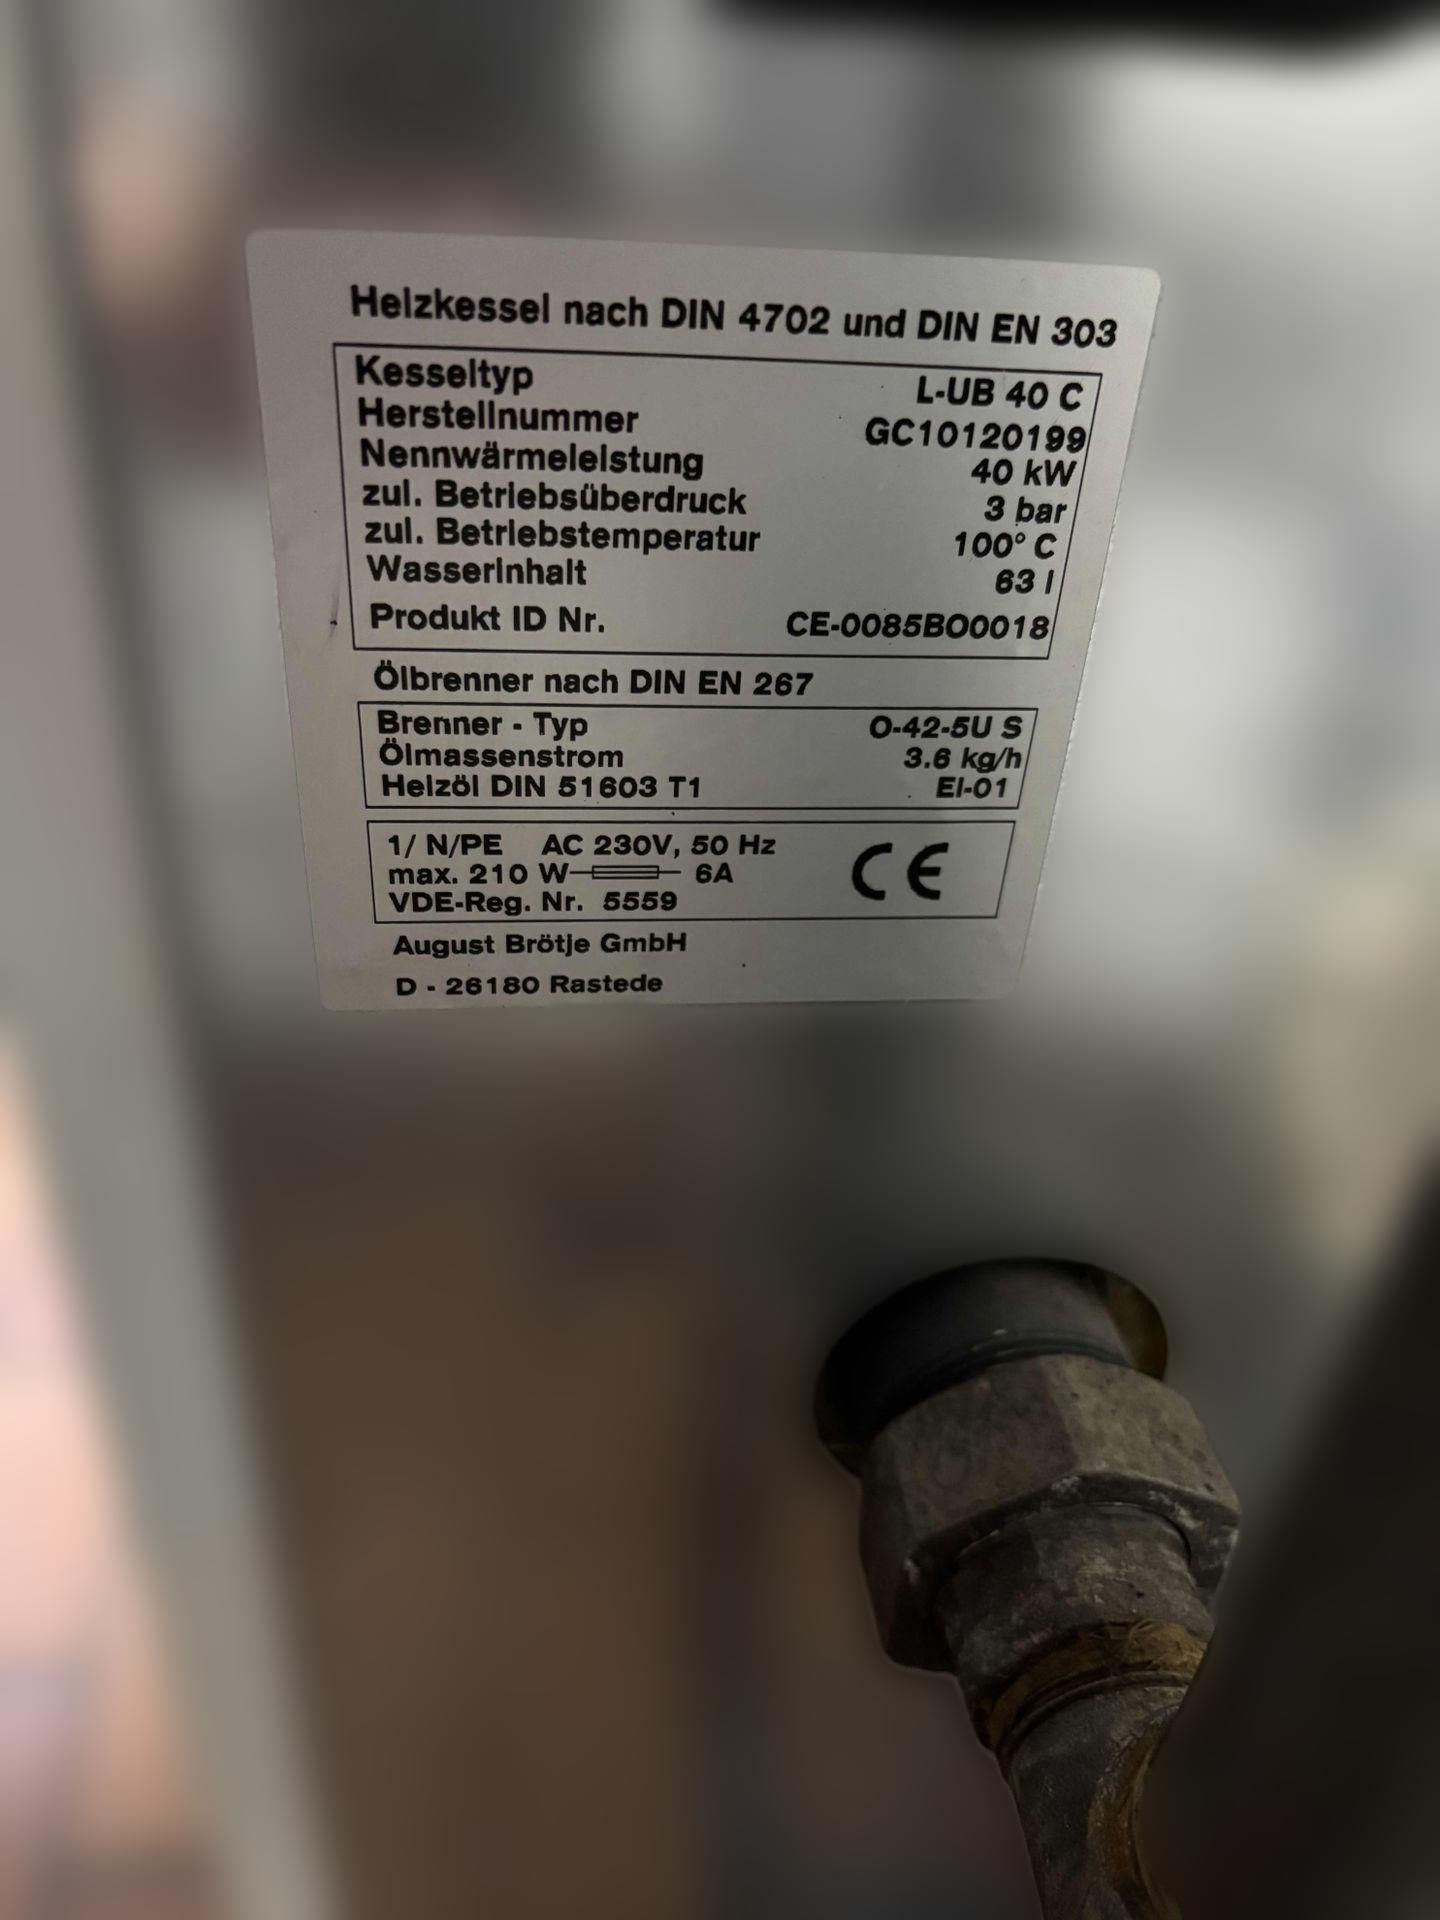 Heizkessel nach DIN 4702 und DIN EN 303
Kesseltyp L-UB 40 C
Herstellnummer GC10120199
Nennwärmeleistung 40 kW
zul. Betriebsüberdruck 3 bar
zul. Betriebstemperatur 100° C
Wasserinhalt 63 l
Produkt ID Nr. CE-0085BO0018
Ölbrenner nach DIN EN 267
Brenner - Typ O-42-5U S
Ölmassenstrom 3.6 kg/h
Heizöl DIN 51603 T1 El-01
1/ N/PE AC 230V, 50 Hz
max. 210 W 6A
VDE-Reg. Nr. 5559
CE
August Brötje GmbH
D - 26180 Rastede